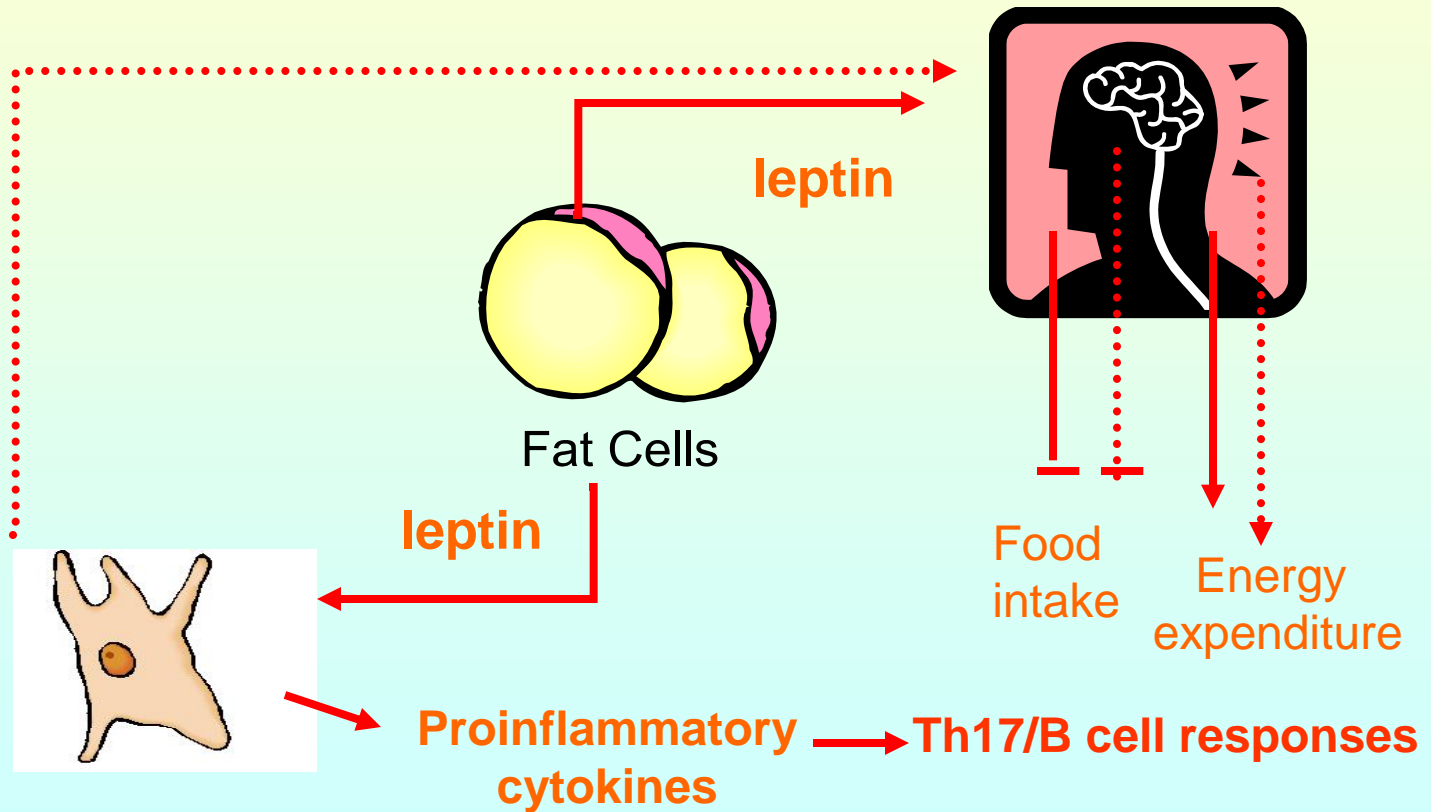 leptin
Fat Cells
leptin
Food
intake
Energy
expenditure
Proinflammatory
cytokines
Th17/B cell responses